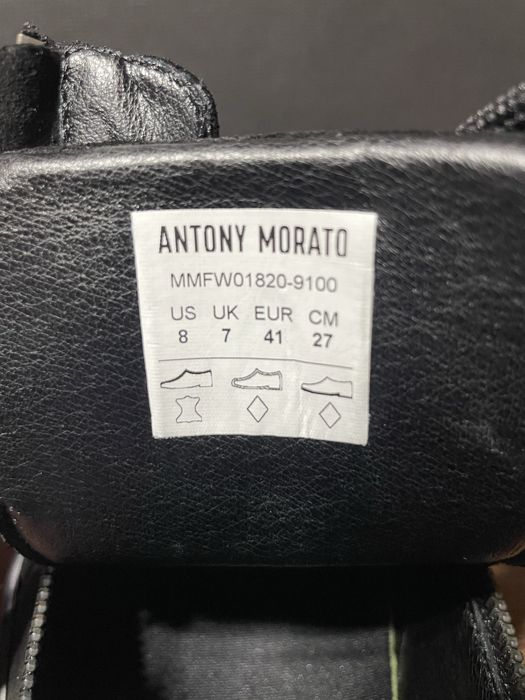 ANTONY MORATO
MMFW01820-9100
US UK EUR CM
8 7 41 27